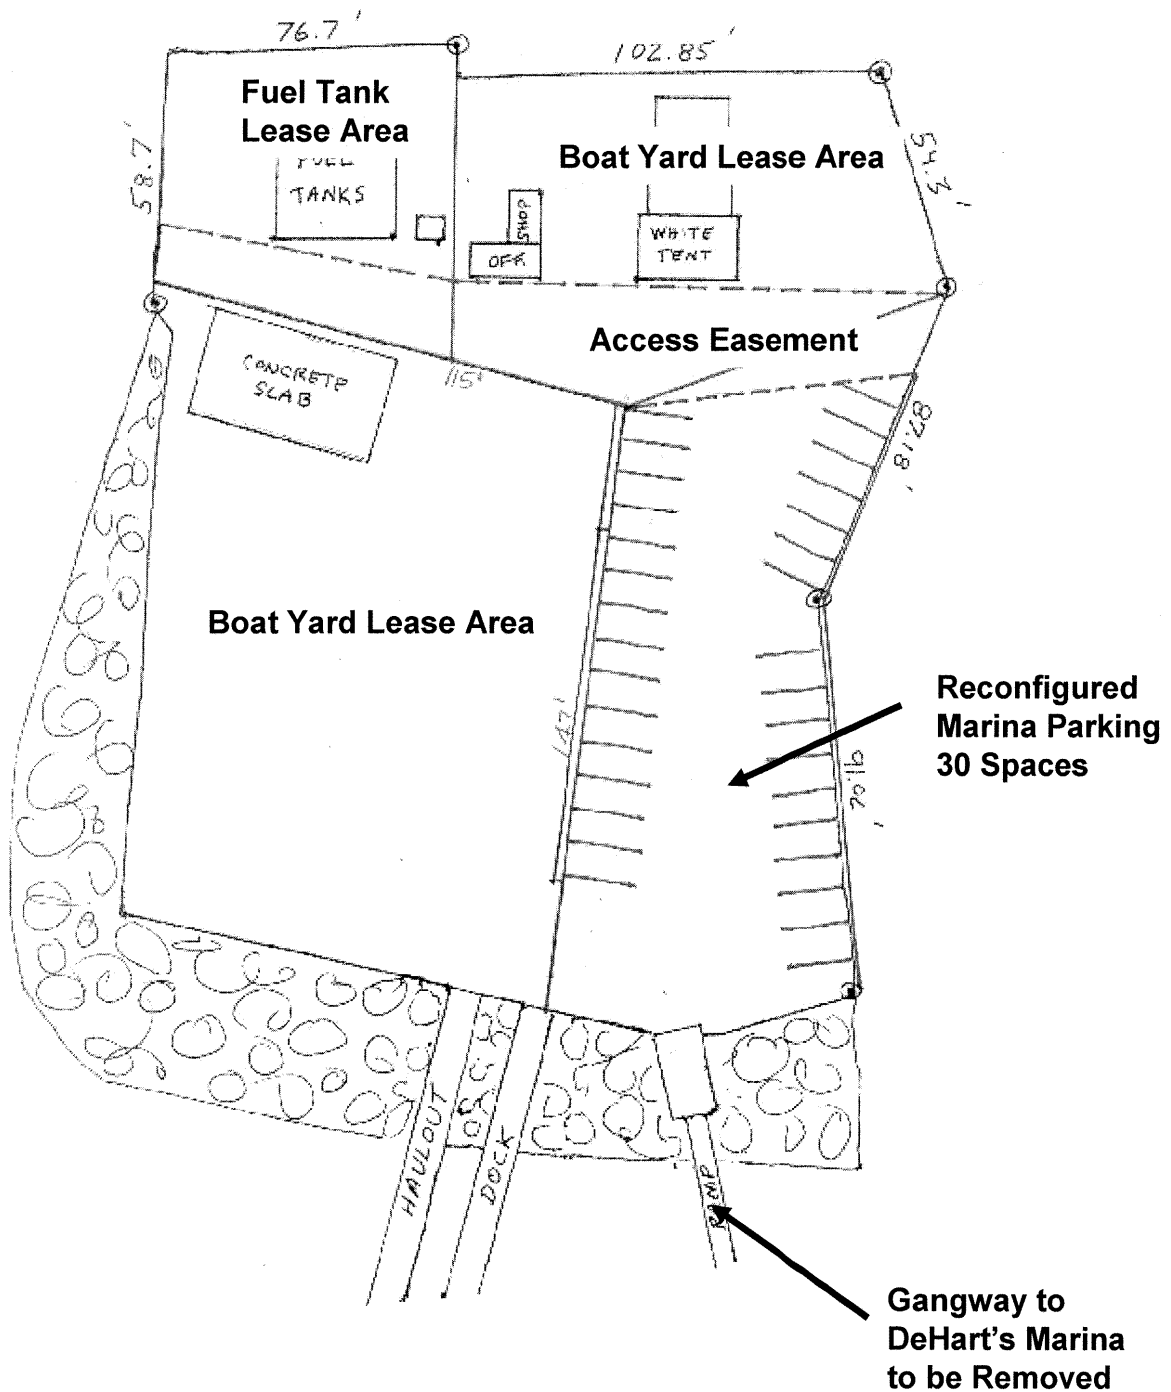 76.7'
102.85'
Fuel Tank
Lease Area
58.7'
54.3'
Boat Yard Lease Area
FUEL
TANKS
SHOP
OFF
WHITE
TENT
Access Easement
CONCRETE
SLAB
115'
87.18'
Boat Yard Lease Area
147'
Reconfigured
Marina Parking
30 Spaces
HAULOUT
DOCK
RAMP
Gangway to
DeHart's Marina
to be Removed